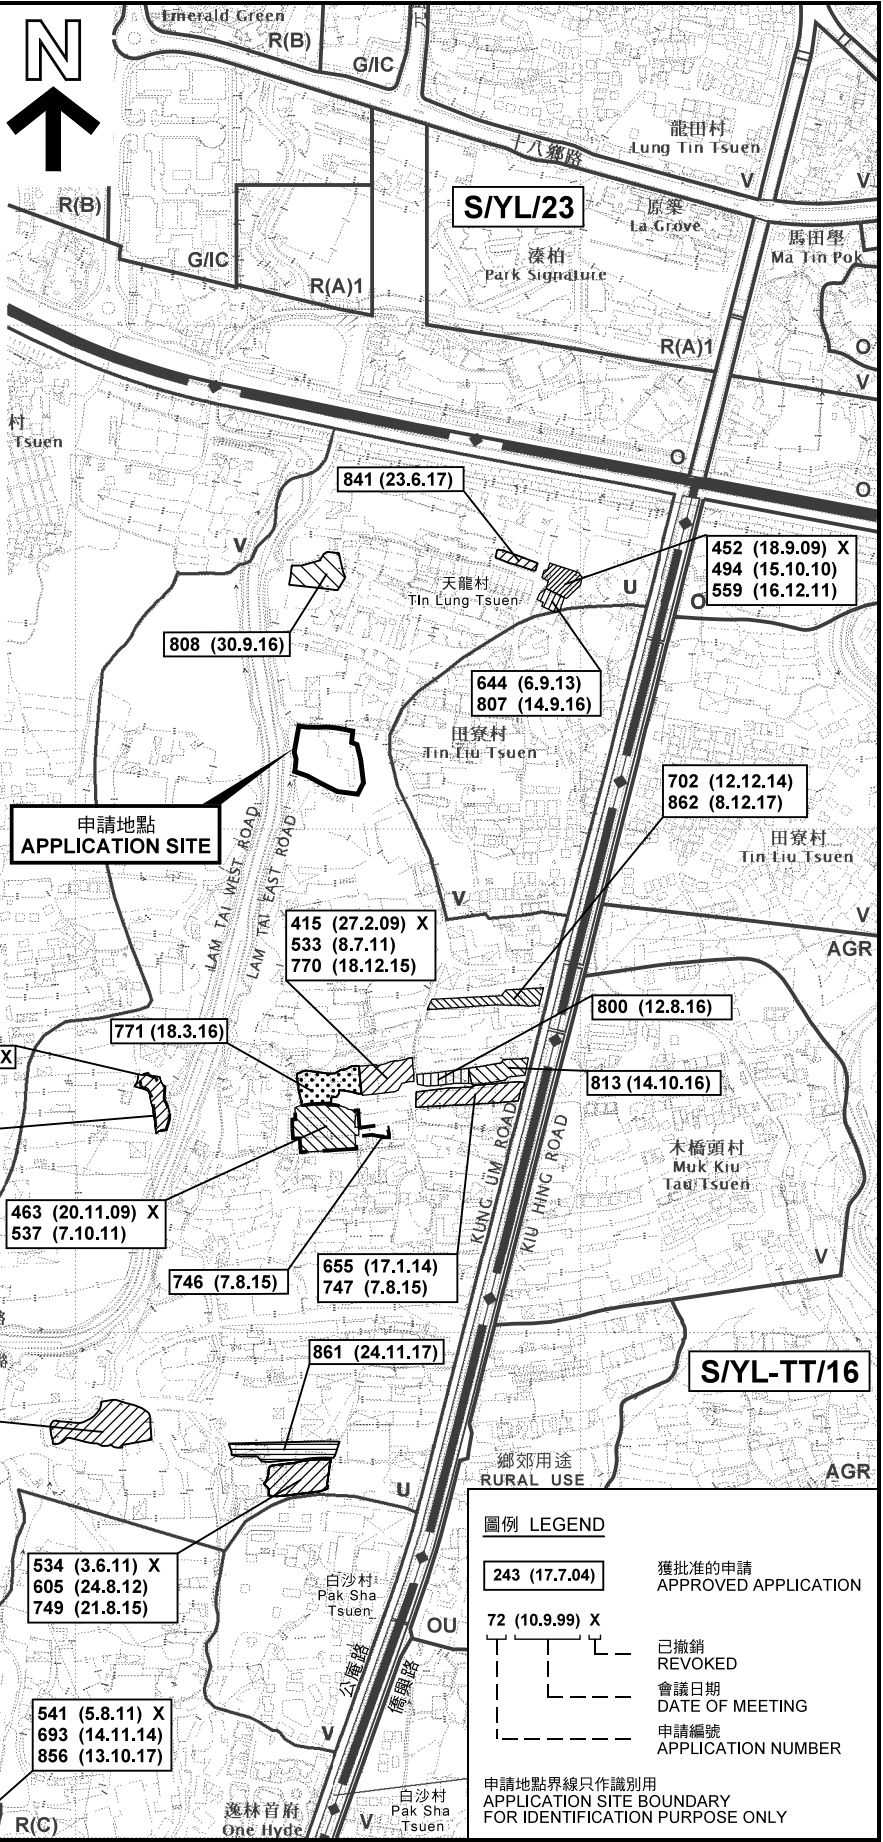 Emerald Green
R(B)
G/IC
N
龍田村
Lung Tin Tsuen
十八鄉路
V
V
R(B)
S/YL/23
原築
La Grove
溱柏
Park Signature
馬田壆
Ma Tin Pok
G/IC
R(A)1
R(A)1
O
V
村
Tsuen
O
O
841 (23.6.17)
V
452 (18.9.09) X
494 (15.10.10)
559 (16.12.11)
天龍村
Tin Lung Tsuen
U
O
808 (30.9.16)
644 (6.9.13)
807 (14.9.16)
田寮村
Tin Liu Tsuen
702 (12.12.14)
862 (8.12.17)
申請地點
APPLICATION SITE
LAM TAI WEST ROAD
LAM TAI EAST ROAD
田寮村
Tin Liu Tsuen
V
V
AGR
415 (27.2.09) X
533 (8.7.11)
770 (18.12.15)
800 (12.8.16)
771 (18.3.16)
X
813 (14.10.16)
KUNG UM ROAD
KIU HING ROAD
木橋頭村
Muk Kiu
Tau Tsuen
463 (20.11.09) X
537 (7.10.11)
746 (7.8.15)
655 (17.1.14)
747 (7.8.15)
V
861 (24.11.17)
S/YL-TT/16
鄉郊用途
RURAL USE
AGR
U
534 (3.6.11) X
605 (24.8.12)
749 (21.8.15)
白沙村
Pak Sha
Tsuen
OU
公庵路
僑興路
541 (5.8.11) X
693 (14.11.14)
856 (13.10.17)
V
R(C)
逸林首府
One Hyde
V
白沙村
Pak Sha
Tsuen
圖例 LEGEND
243 (17.7.04)
獲批准的申請
APPROVED APPLICATION
72 (10.9.99) X
已撤銷
REVOKED
會議日期
DATE OF MEETING
申請編號
APPLICATION NUMBER
申請地點界線只作識別用
APPLICATION SITE BOUNDARY
FOR IDENTIFICATION PURPOSE ONLY